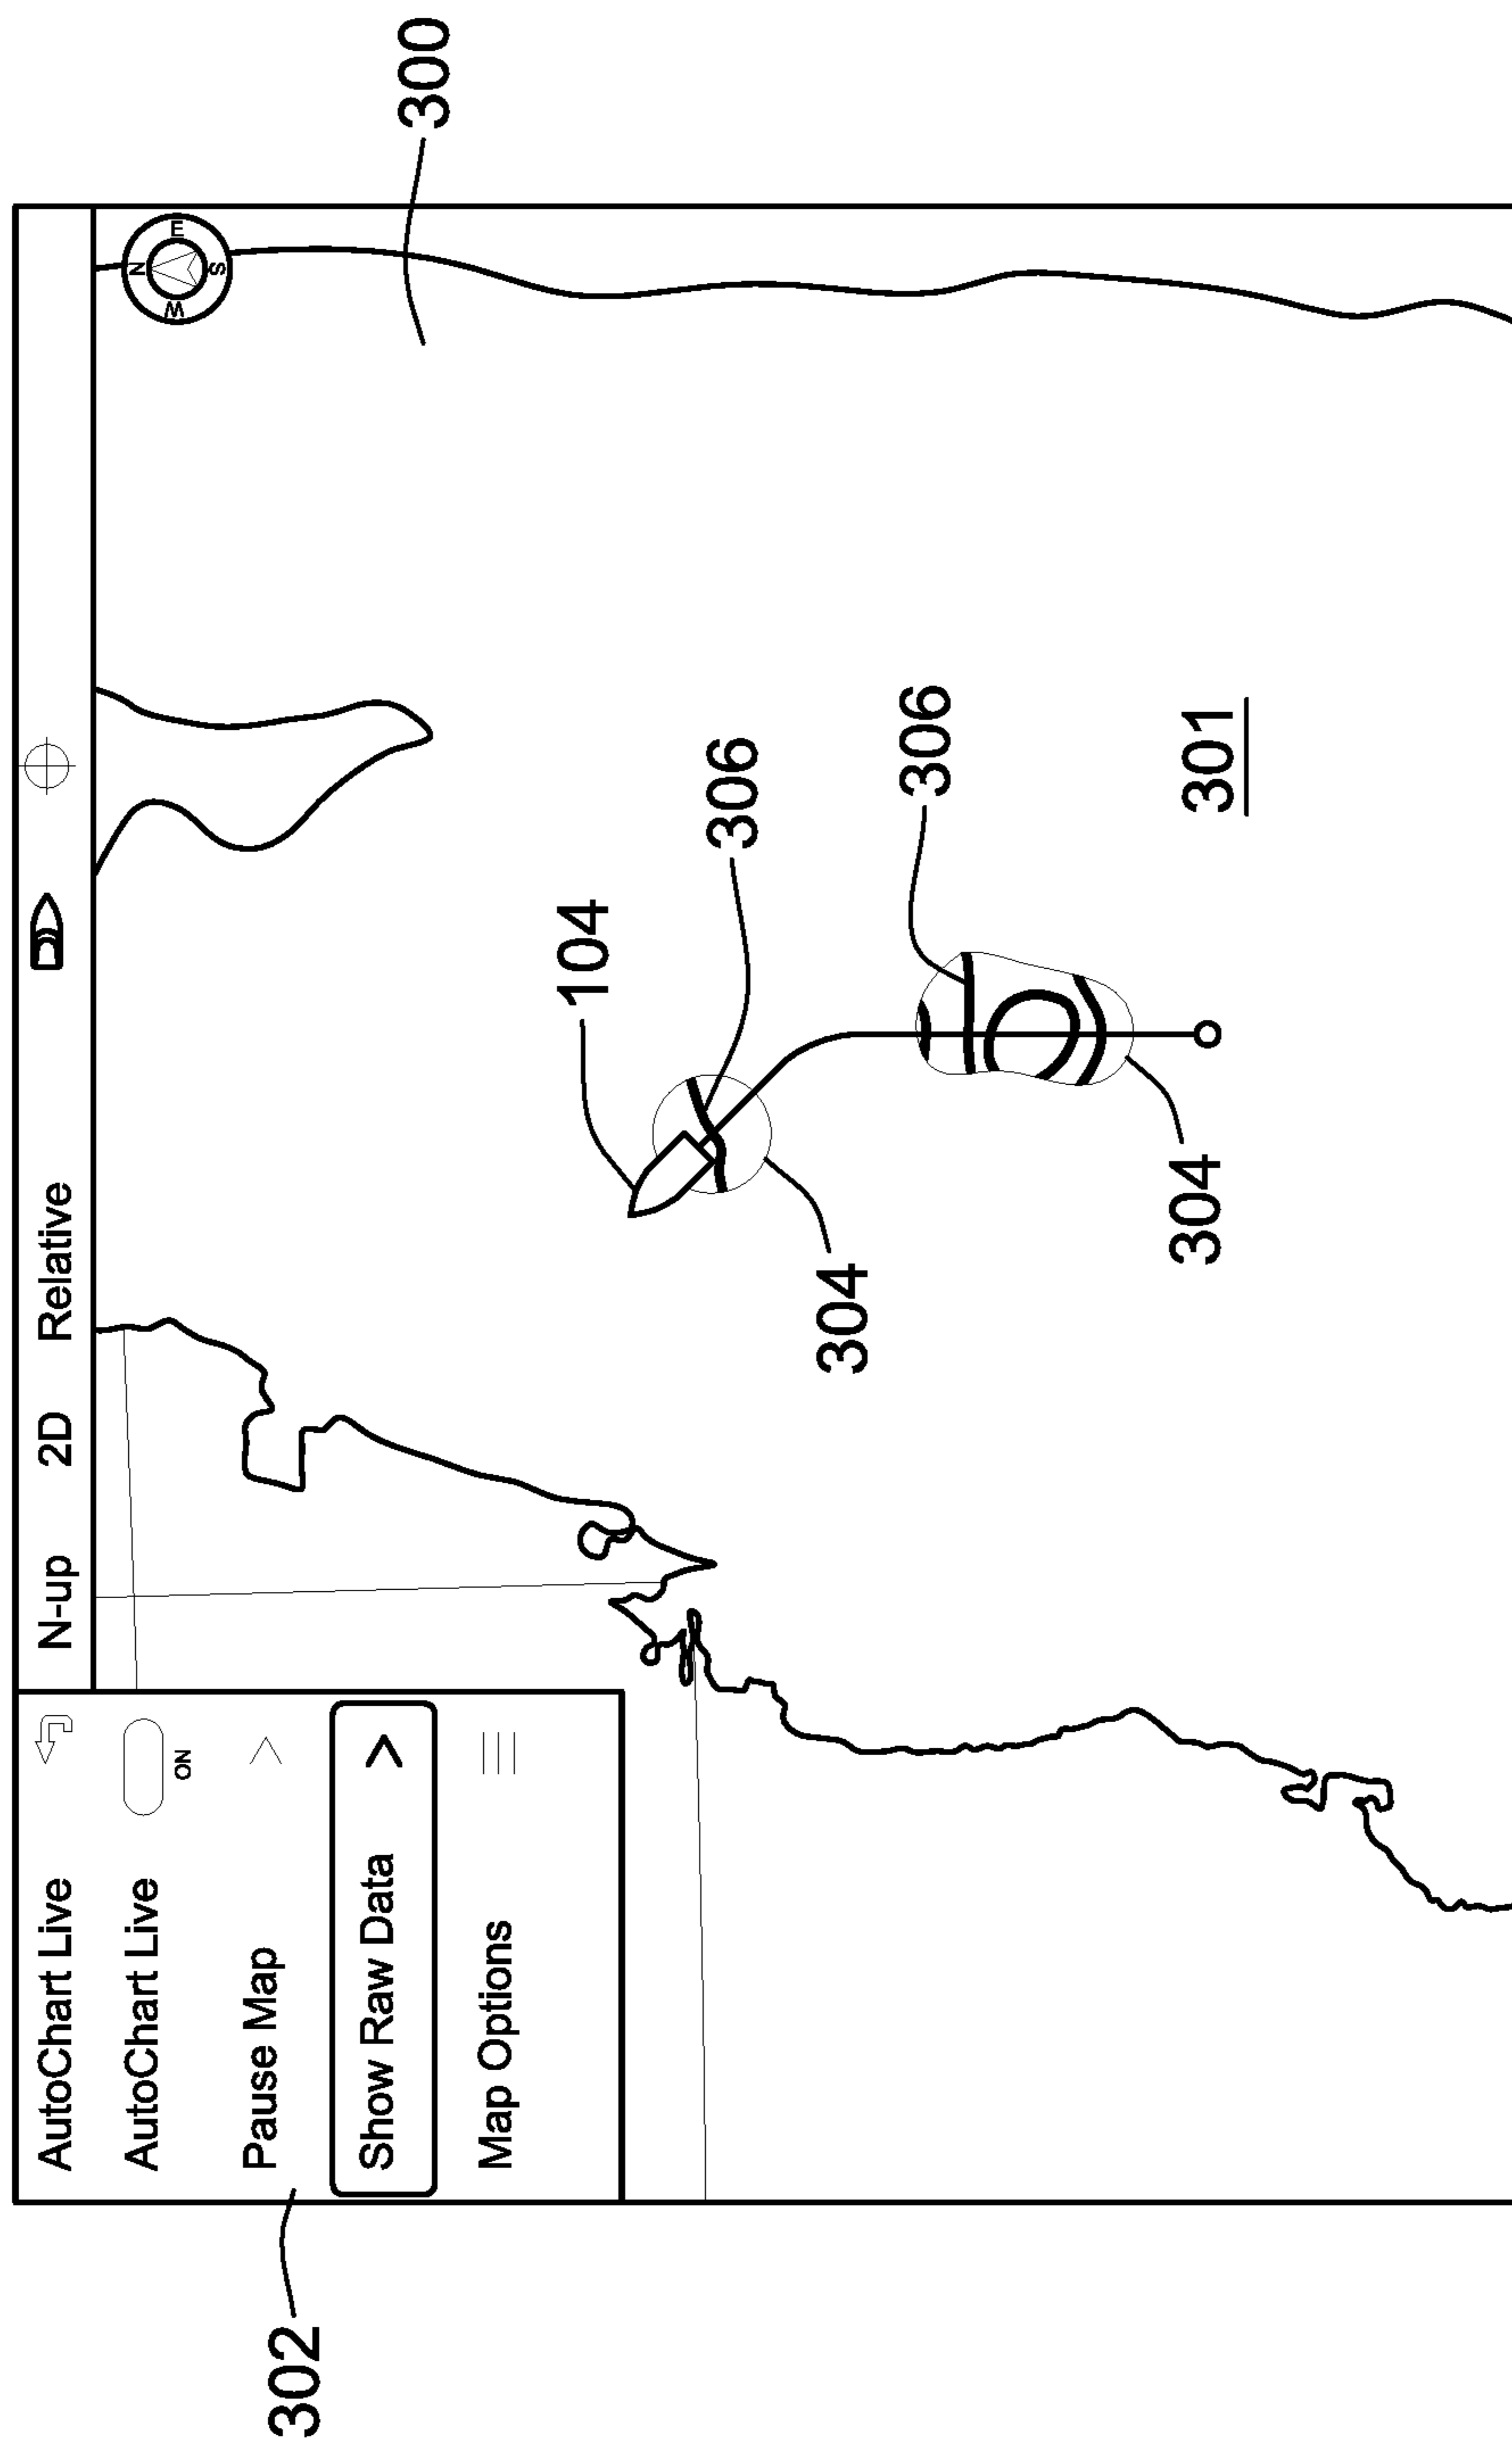 AutoChart Live N-up 2D Relative
N
AutoChart Live
W E
ON
S
Pause Map
302
Show Raw Data
300
Map Options
104
306
304
306
304
301